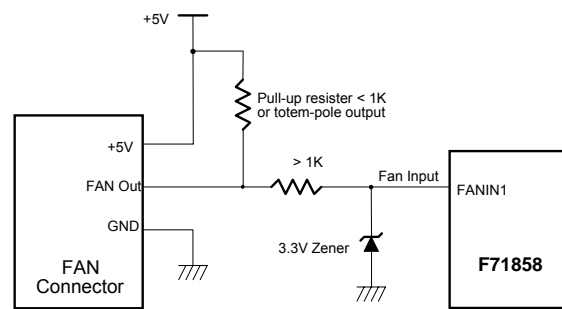 +5V
Pull-up resister < 1K
or totem-pole output
+5V
> 1K
Fan Input
FAN Out
FANIN1
GND
3.3V Zener
F71858
FAN
Connector